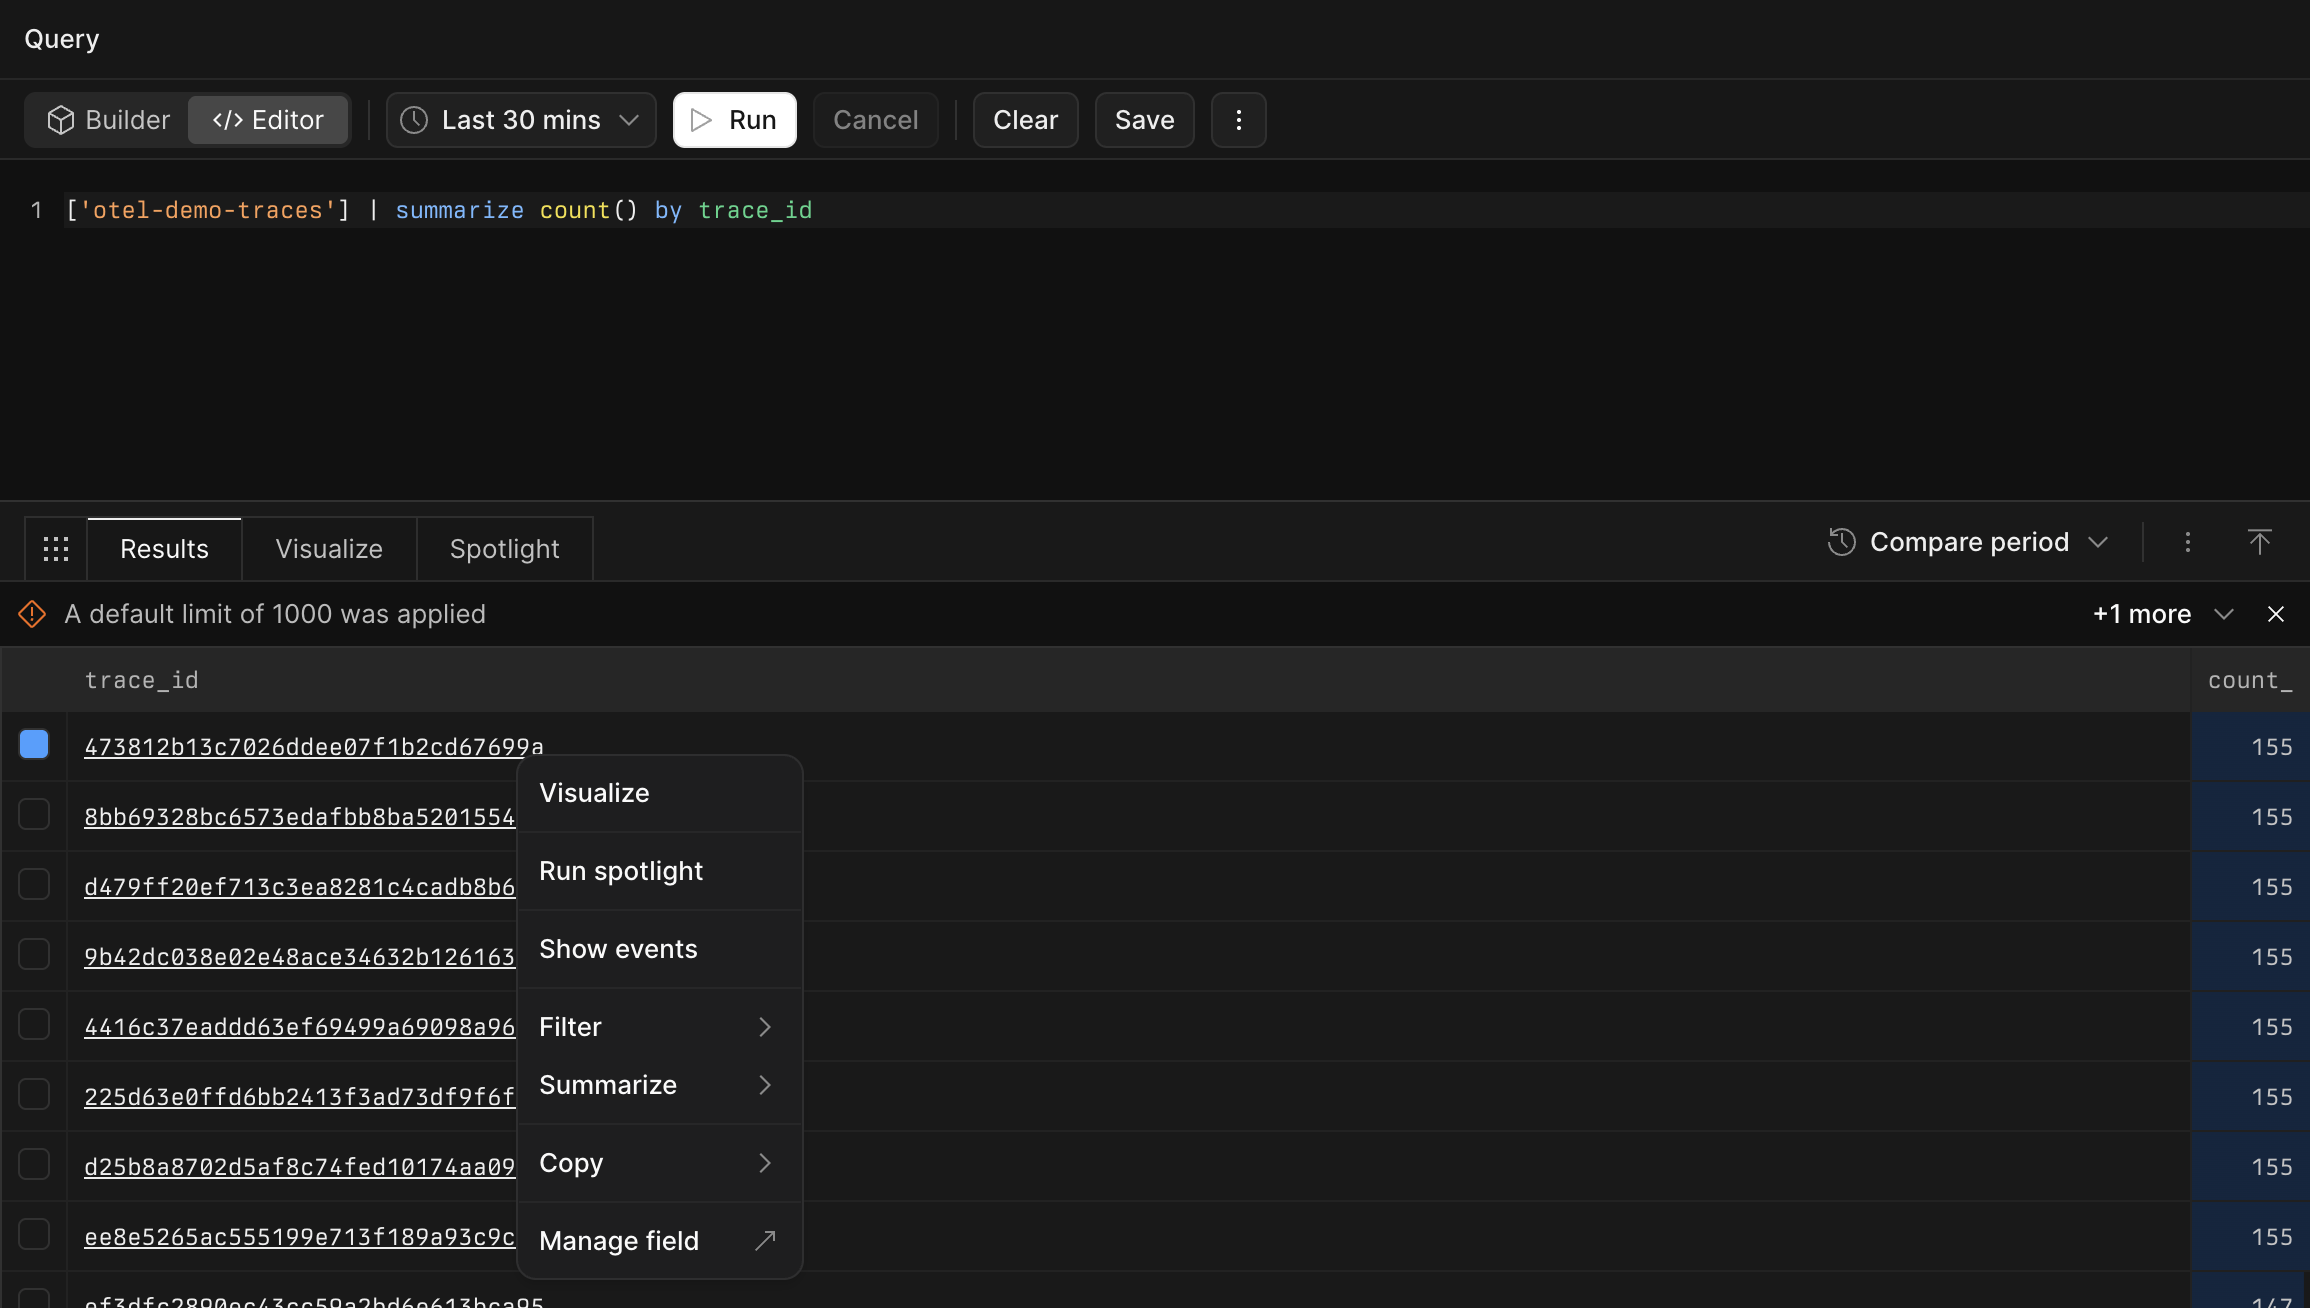 Query
Builder </> Editor Last 30 mins Run Cancel Clear Save
1 ['otel-demo-traces'] | summarize count() by trace_id
Results Visualize Spotlight Compare period
A default limit of 1000 was applied +1 more
trace_id count_
473812b13c7026ddee07f1b2cd67699a 155
Visualize
8bb69328bc6573edafbb8ba5201554 155
Run spotlight
d479ff20ef713c3ea8281c4cadb8b6 155
Show events
9b42dc038e02e48ace34632b126163 155
Filter
4416c37eaddd63ef69499a69098a96 155
Summarize
225d63e0ffd6bb2413f3ad73df9f6f 155
Copy
d25b8a8702d5af8c74fed10174aa09 155
Manage field
ee8e5265ac555199e713f189a93c9c 155
147